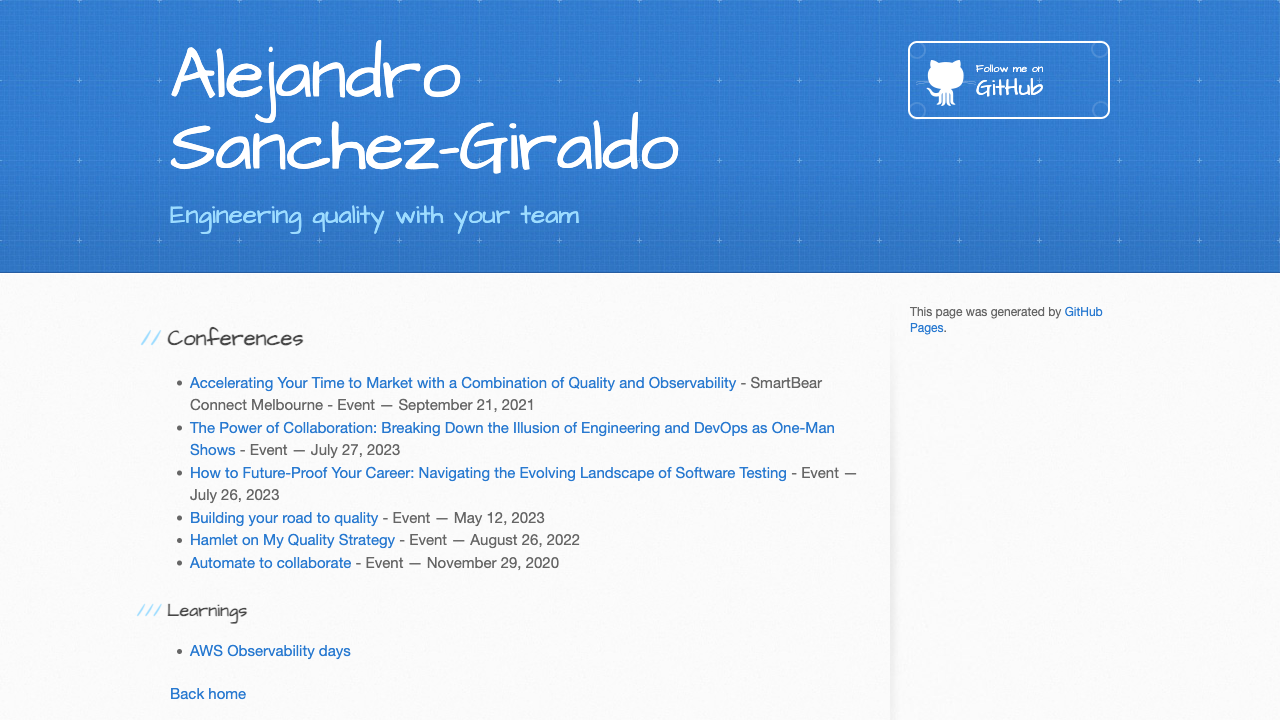 Alejandro
Sanchez-Giraldo
Engineering quality with your team
Follow me on
GitHub
// Conferences
• Accelerating Your Time to Market with a Combination of Quality and Observability - SmartBear
Connect Melbourne - Event — September 21, 2021
• The Power of Collaboration: Breaking Down the Illusion of Engineering and DevOps as One-Man
Shows - Event — July 27, 2023
• How to Future-Proof Your Career: Navigating the Evolving Landscape of Software Testing - Event —
July 26, 2023
• Building your road to quality - Event — May 12, 2023
• Hamlet on My Quality Strategy - Event — August 26, 2022
• Automate to collaborate - Event — November 29, 2020
/// Learnings
• AWS Observability days
Back home
This page was generated by GitHub
Pages.